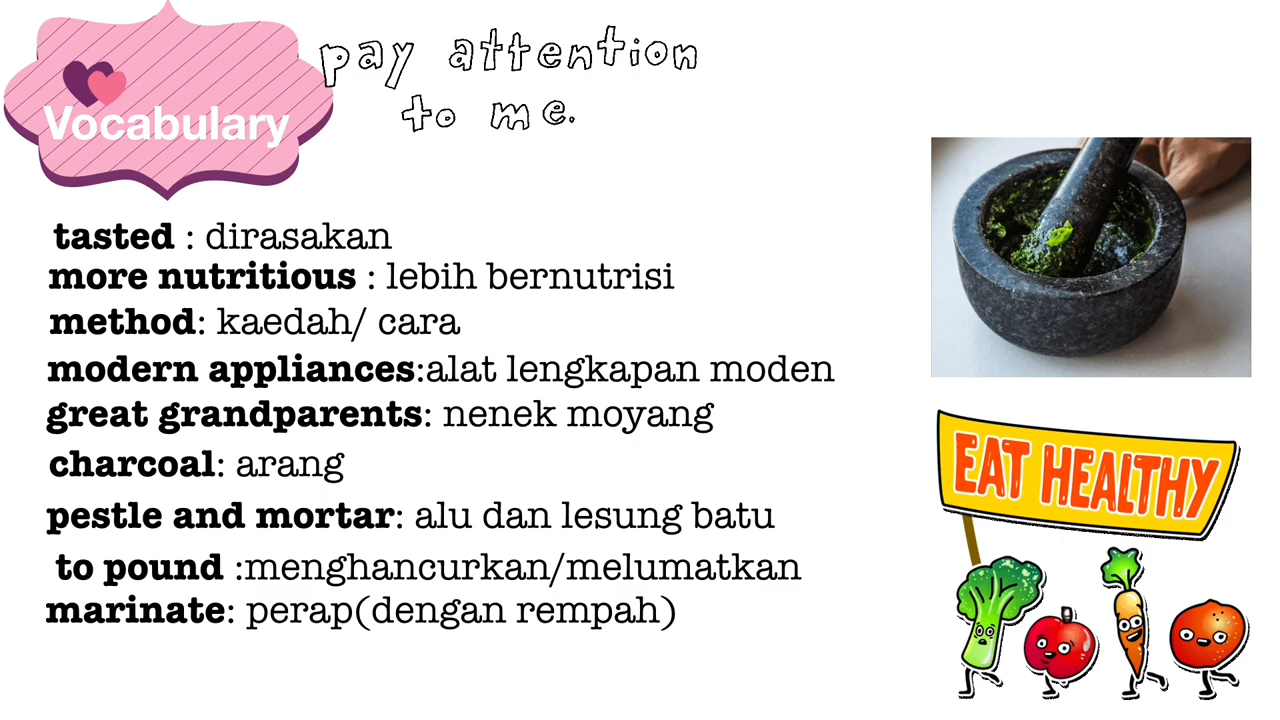 Vocabulary
pay attention
to me.
tasted : dirasakan
more nutritious : lebih bernutrisi
method: kaedah/ cara
modern appliances:alat lengkapan moden
great grandparents: nenek moyang
charcoal: arang
pestle and mortar: alu dan lesung batu
to pound :menghancurkan/melumatkan
marinate: perap(dengan rempah)
EAT HEALTHY